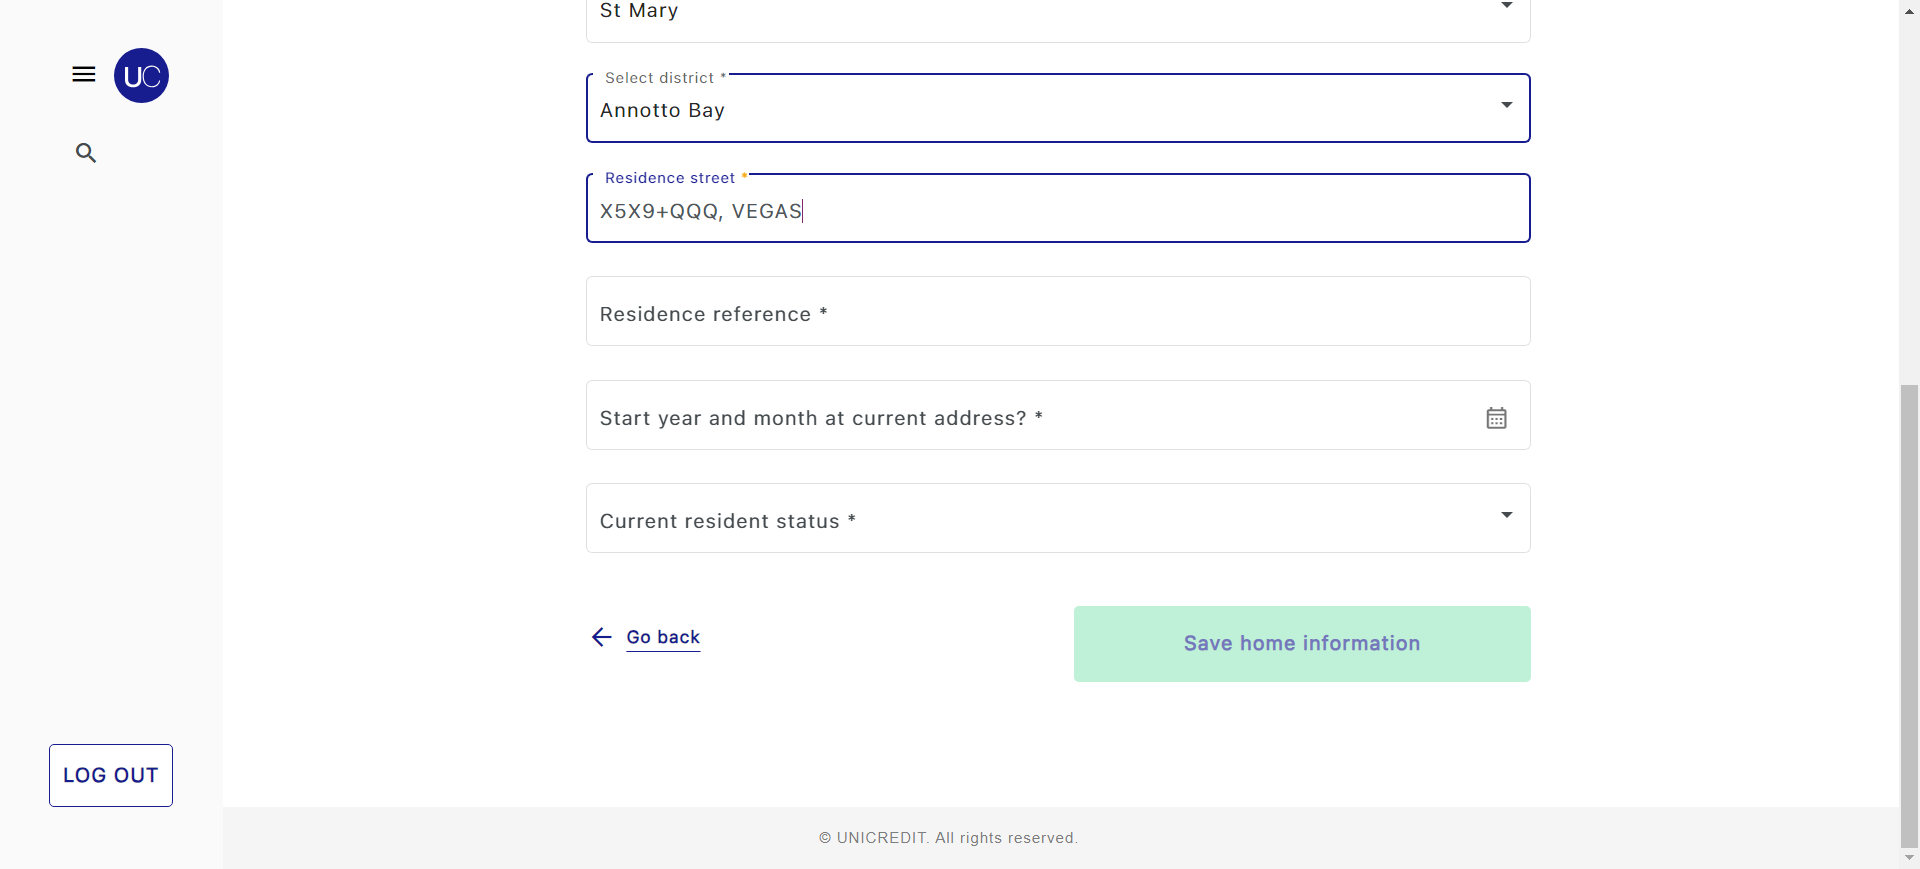 St Mary
UC
Select district *
Annotto Bay
Residence street *
X5X9+QQQ, VEGAS
Residence reference *
Start year and month at current address? *
Current resident status *
Go back
Save home information
LOG OUT
© UNICREDIT. All rights reserved.